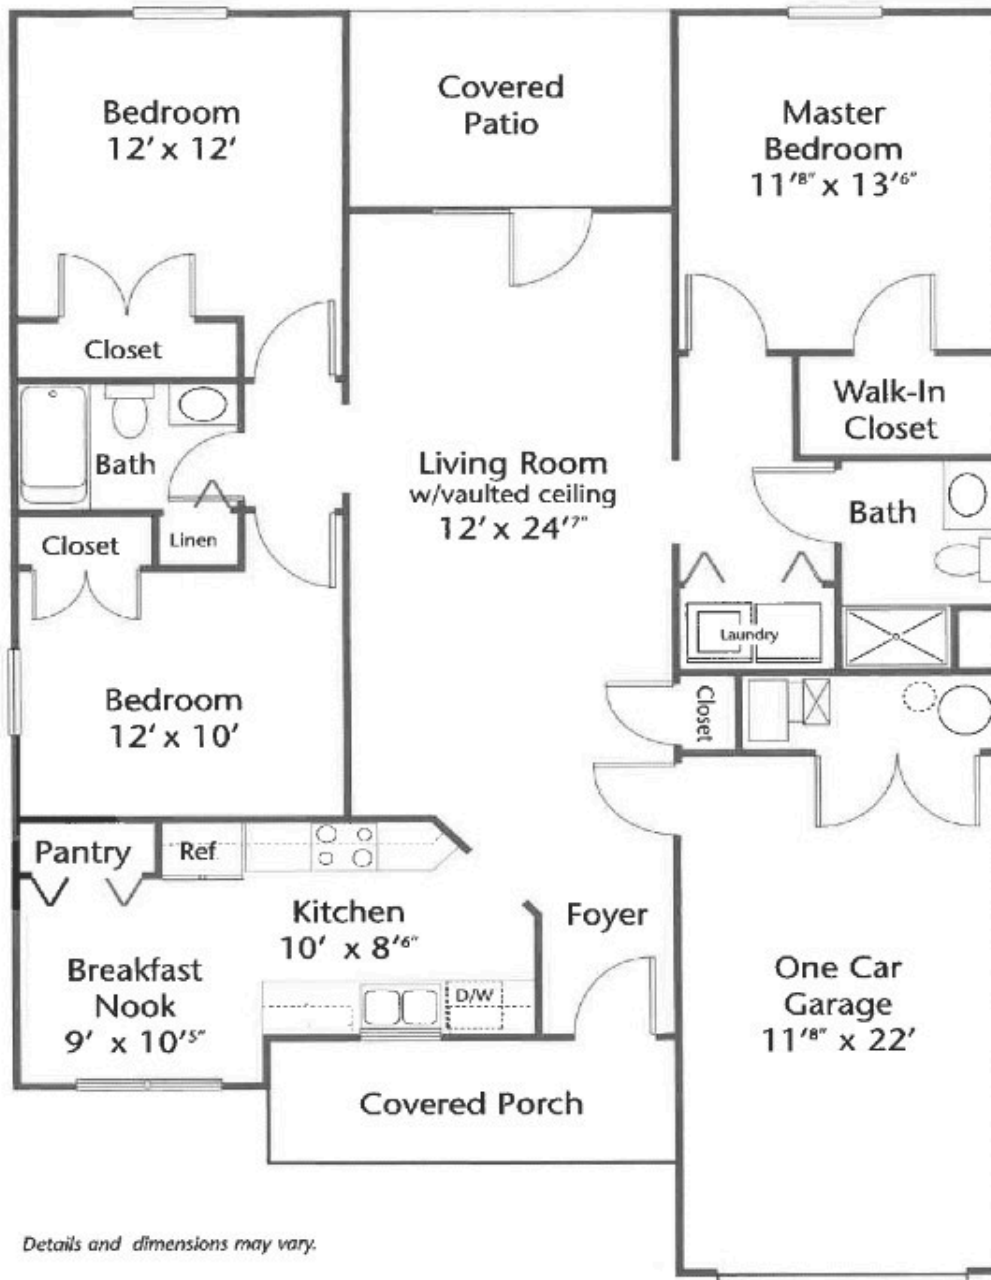 Bedroom
12' x 12'
Covered
Patio
Master
Bedroom
11'8" x 13'6"
Closet
Walk-In
Closet
Bath
Living Room
w/vaulted ceiling
12' x 24'7"
Bath
Closet
Linen
Laundry
Bedroom
12' x 10'
Closet
Pantry
Ref.
Kitchen
10' x 8'6"
Foyer
Breakfast
Nook
9' x 10'5"
D/W
One Car
Garage
11'8" x 22'
Covered Porch
Details and dimensions may vary.